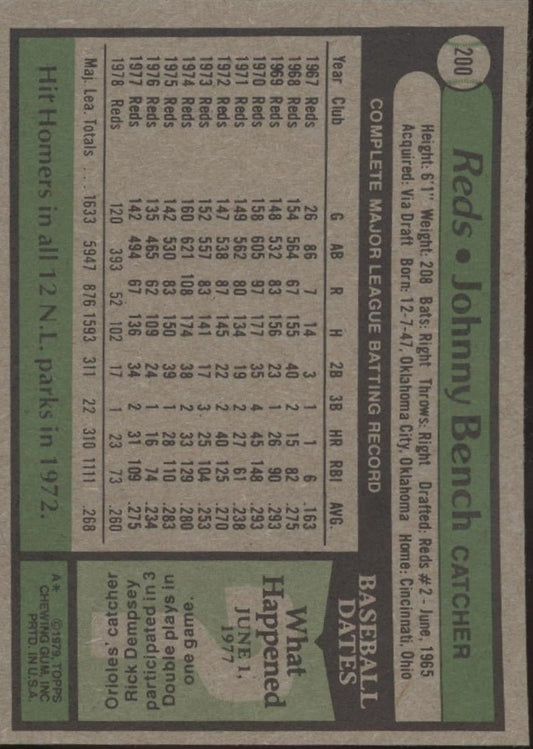 200
Reds • Johnny Bench CATCHER
Height: 6'1" Weight: 208 Bats: Right Throws: Right Drafted: Reds #2 - June, 1965
Acquired: Via Draft Born: 12-7-47, Oklahoma City, Oklahoma Home: Cincinnati, Ohio
COMPLETE MAJOR LEAGUE BATTING RECORD
Year Club G AB R H 2B 3B HR RBI AVG.
1967 Reds 26 86 7 14 3 1 1 6 .163
1968 Reds 154 564 67 155 40 2 15 82 .275
1969 Reds 148 532 83 156 23 1 26 90 .293
1970 Reds 158 605 97 177 35 4 45 148 .293
1971 Reds 149 562 80 134 19 2 27 61 .238
1972 Reds 147 538 87 145 22 2 40 125 .270
1973 Reds 152 557 83 141 17 3 25 104 .253
1974 Reds 160 621 108 174 38 2 33 129 .280
1975 Reds 142 530 83 150 39 1 28 110 .283
1976 Reds 135 465 62 109 24 1 16 74 .234
1977 Reds 142 494 67 136 34 2 31 109 .275
1978 Reds 120 393 52 102 17 1 23 73 .260
Maj. Lea. Totals ... 1633 5947 876 1593 311 22 310 1111 .268
Hit Homers in all 12 N.L. parks in 1972.
BASEBALL
DATES
What
Happened
JUNE 1,
1977
Orioles' catcher
Rick Dempsey
participated in 3
Double plays in
one game.
A* ©1979 TOPPS
CHEWING GUM, INC
PRTD. IN U.S.A.